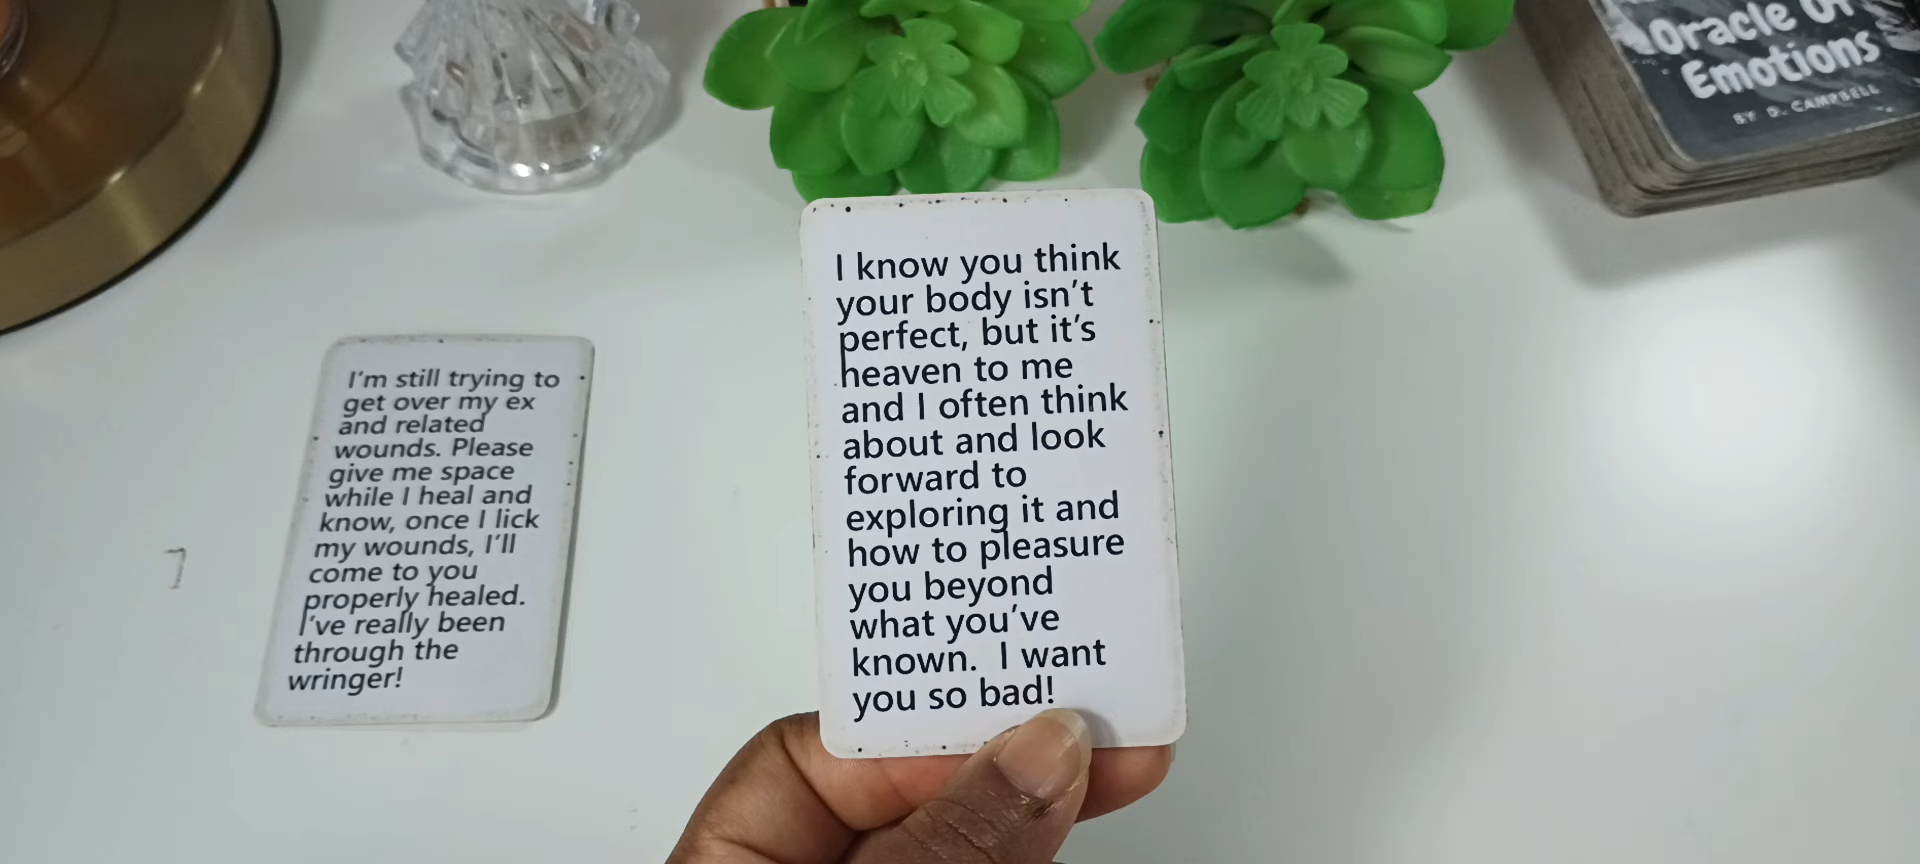 Oracle Of
Emotions
BY D. CAMPBELL
I'm still trying to
get over my ex
and related
wounds. Please
give me space
while I heal and
know, once I lick
my wounds, I'll
come to you
properly healed.
I've really been
through the
wringer!
I know you think
your body isn't
perfect, but it's
heaven to me
and I often think
about and look
forward to
exploring it and
how to pleasure
you beyond
what you've
known. I want
you so bad!